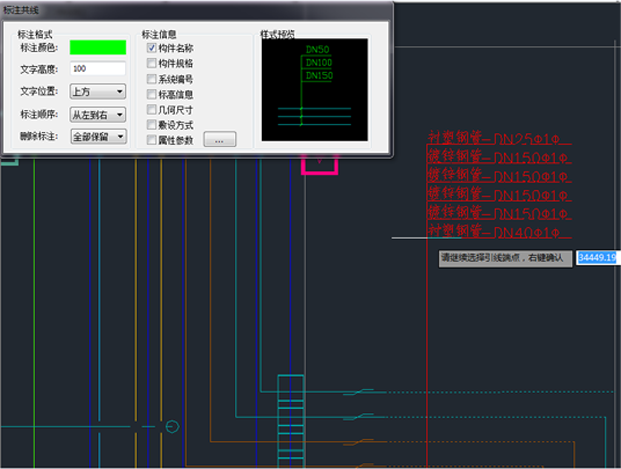 标注共线
标注格式
标注颜色:
文字高度: 100
文字位置: 上方
标注顺序: 从左到右
删除标注: 全部保留
标注信息
构件名称
构件规格
系统编号
标高信息
几何尺寸
敷设方式
属性参数 ...
样式预览
DN50
DN100
DN150
衬塑钢管-DN25Φ1Φ
镀锌钢管-DN150Φ1Φ
镀锌钢管-DN150Φ1Φ
镀锌钢管-DN150Φ1Φ
镀锌钢管-DN150Φ1Φ
衬塑钢管-DN40Φ1Φ
请继续选择引线端点，右键确认 34449.19